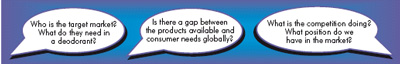 Who is the target market?
What do they need in
a deodorant?
Is there a gap between
the products available and
consumer needs globally?
What is the competition doing?
What position do we
have in the market?